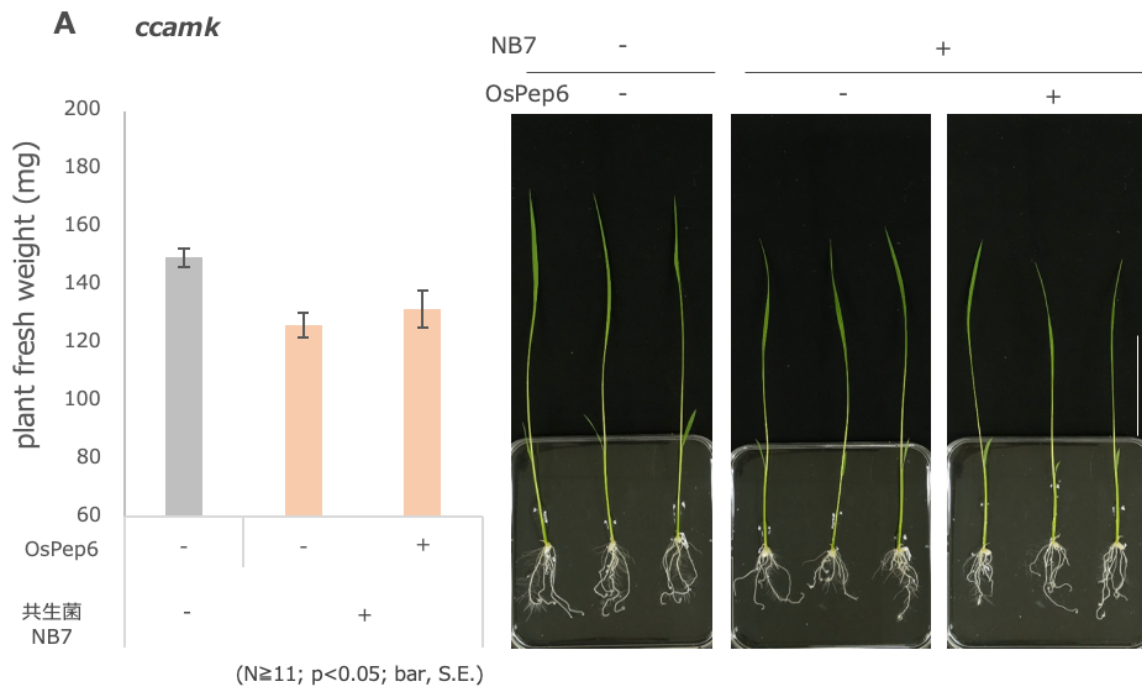 A ccamk
NB7 - +
OsPep6 - - +
plant fresh weight (mg)
200
180
160
140
120
100
80
60
OsPep6 - - +
共生菌
NB7 - +
(N≧11; p<0.05; bar, S.E.)